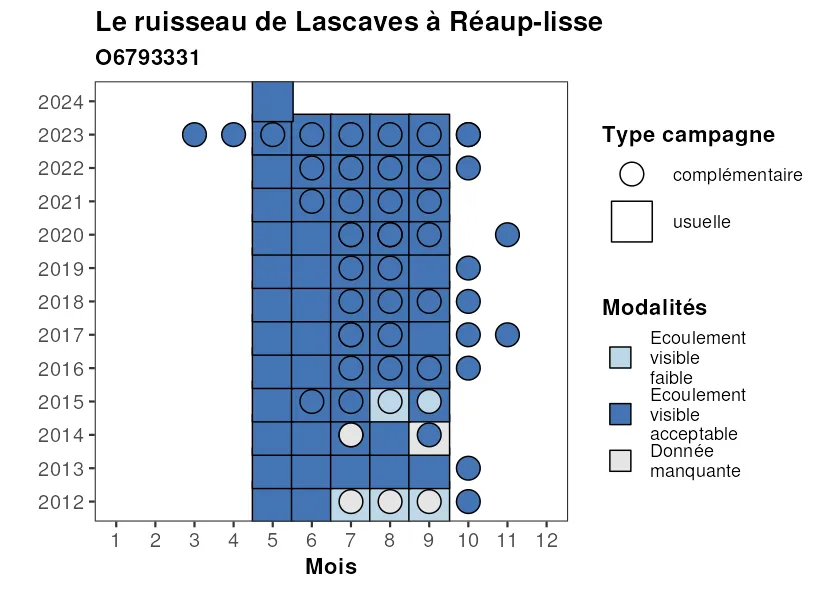 Le ruisseau de Lascaves à Réaup-lisse
O6793331
2024
2023
2022
2021
2020
2019
2018
2017
2016
2015
2014
2013
2012
1 2 3 4 5 6 7 8 9 10 11 12
Mois
Type campagne
complémentaire
usuelle
Modalités
Ecoulement
visible
faible
Ecoulement
visible
acceptable
Donnée
manquante